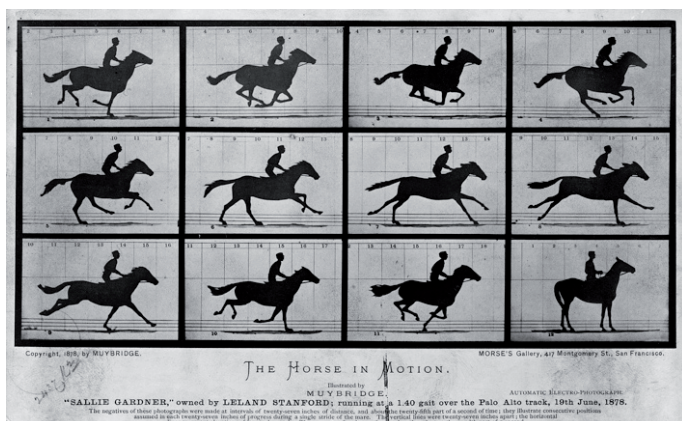 Copyright, 1878, by MUYBRIDGE.
MORSE'S Gallery, 417 Montgomery St., San Francisco.
THE HORSE IN MOTION.
Illustrated by
MUYBRIDGE.
AUTOMATIC ELECTRO-PHOTOGRAPH.
"SALLIE GARDNER," owned by LELAND STANFORD; running at a 1.40 gait over the Palo Alto track, 19th June, 1878.
The negatives of these photographs were made at intervals of twenty-seven inches of distance, and about the twenty-fifth part of a second of time; they illustrate consecutive positions
assumed in each twenty-seven inches of progress during a single stride of the mare. The vertical lines were twenty-seven inches apart; the horizontal